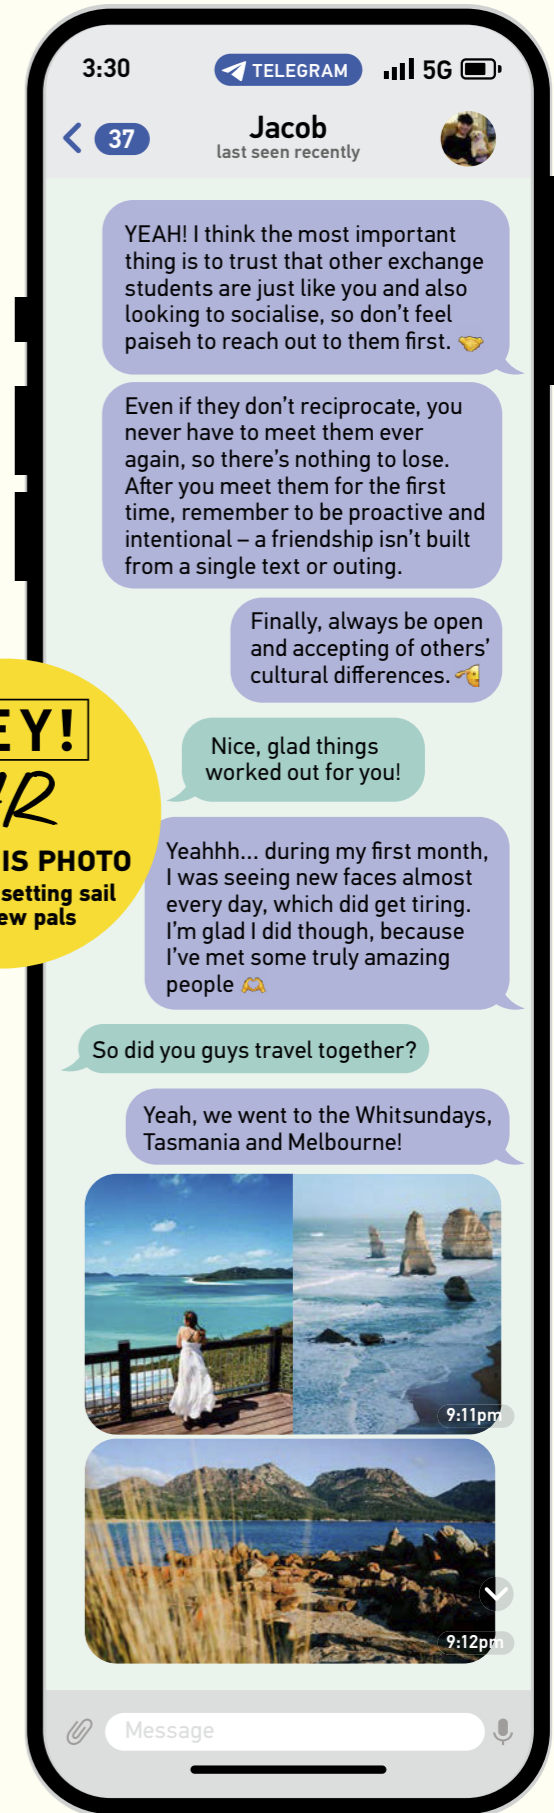 3:30
TELEGRAM
5G
37
Jacob
last seen recently
YEAH! I think the most important
thing is to trust that other exchange
students are just like you and also
looking to socialise, so don't feel
paiseh to reach out to them first.
Even if they don't reciprocate, you
never have to meet them ever
again, so there's nothing to lose.
After you meet them for the first
time, remember to be proactive and
intentional – a friendship isn't built
from a single text or outing.
Finally, always be open
and accepting of others'
cultural differences.
EY!
R
IS PHOTO
setting sail
ew pals
Nice, glad things
worked out for you!
Yeahhh... during my first month,
I was seeing new faces almost
every day, which did get tiring.
I'm glad I did though, because
I've met some truly amazing
people
So did you guys travel together?
Yeah, we went to the Whitsundays,
Tasmania and Melbourne!
9:11pm
9:12pm
Message